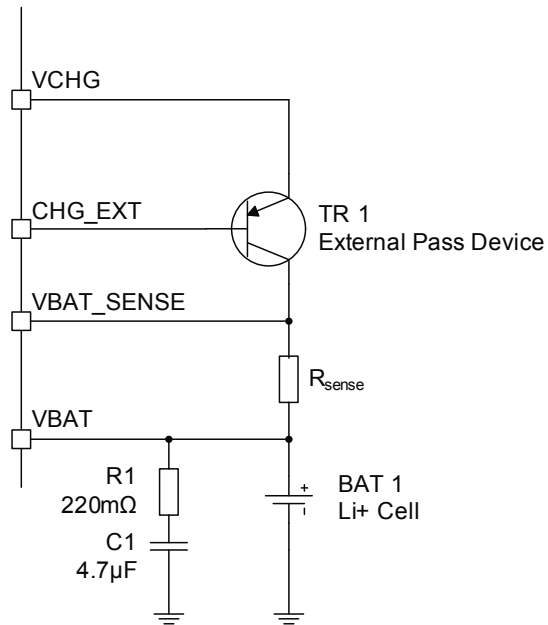 VCHG
CHG_EXT
TR 1
External Pass Device
VBAT_SENSE
Rsense
VBAT
R1
220mΩ
C1
4.7µF
+
BAT 1
Li+ Cell